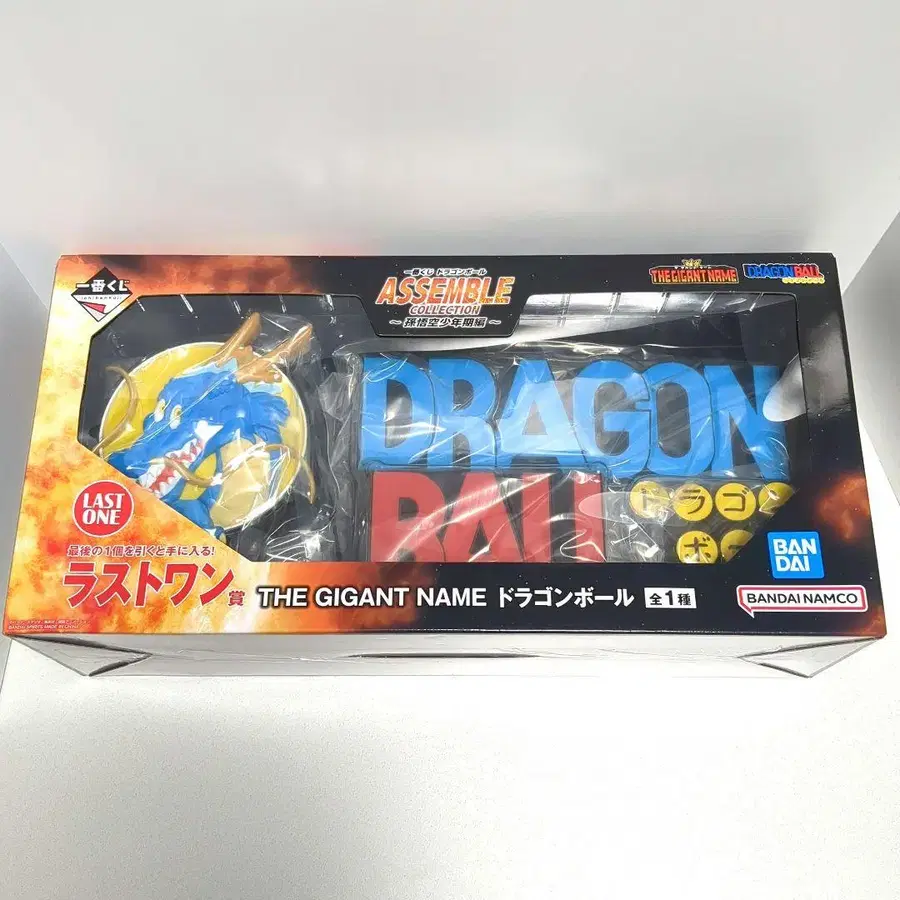 一番くじ
一番くじ ドラゴンボール
ASSEMBLE
COLLECTION
～ 孫悟空少年期編 ～
THE GIGANT NAME
DRAGON BALL
DRAGON
BALL
ドラゴ
ボ
LAST
ONE
最後の1個を引くと手に入る!
ラストワン賞
THE GIGANT NAME ドラゴンボール 全1種
BAN
DAI
BANDAI NAMCO